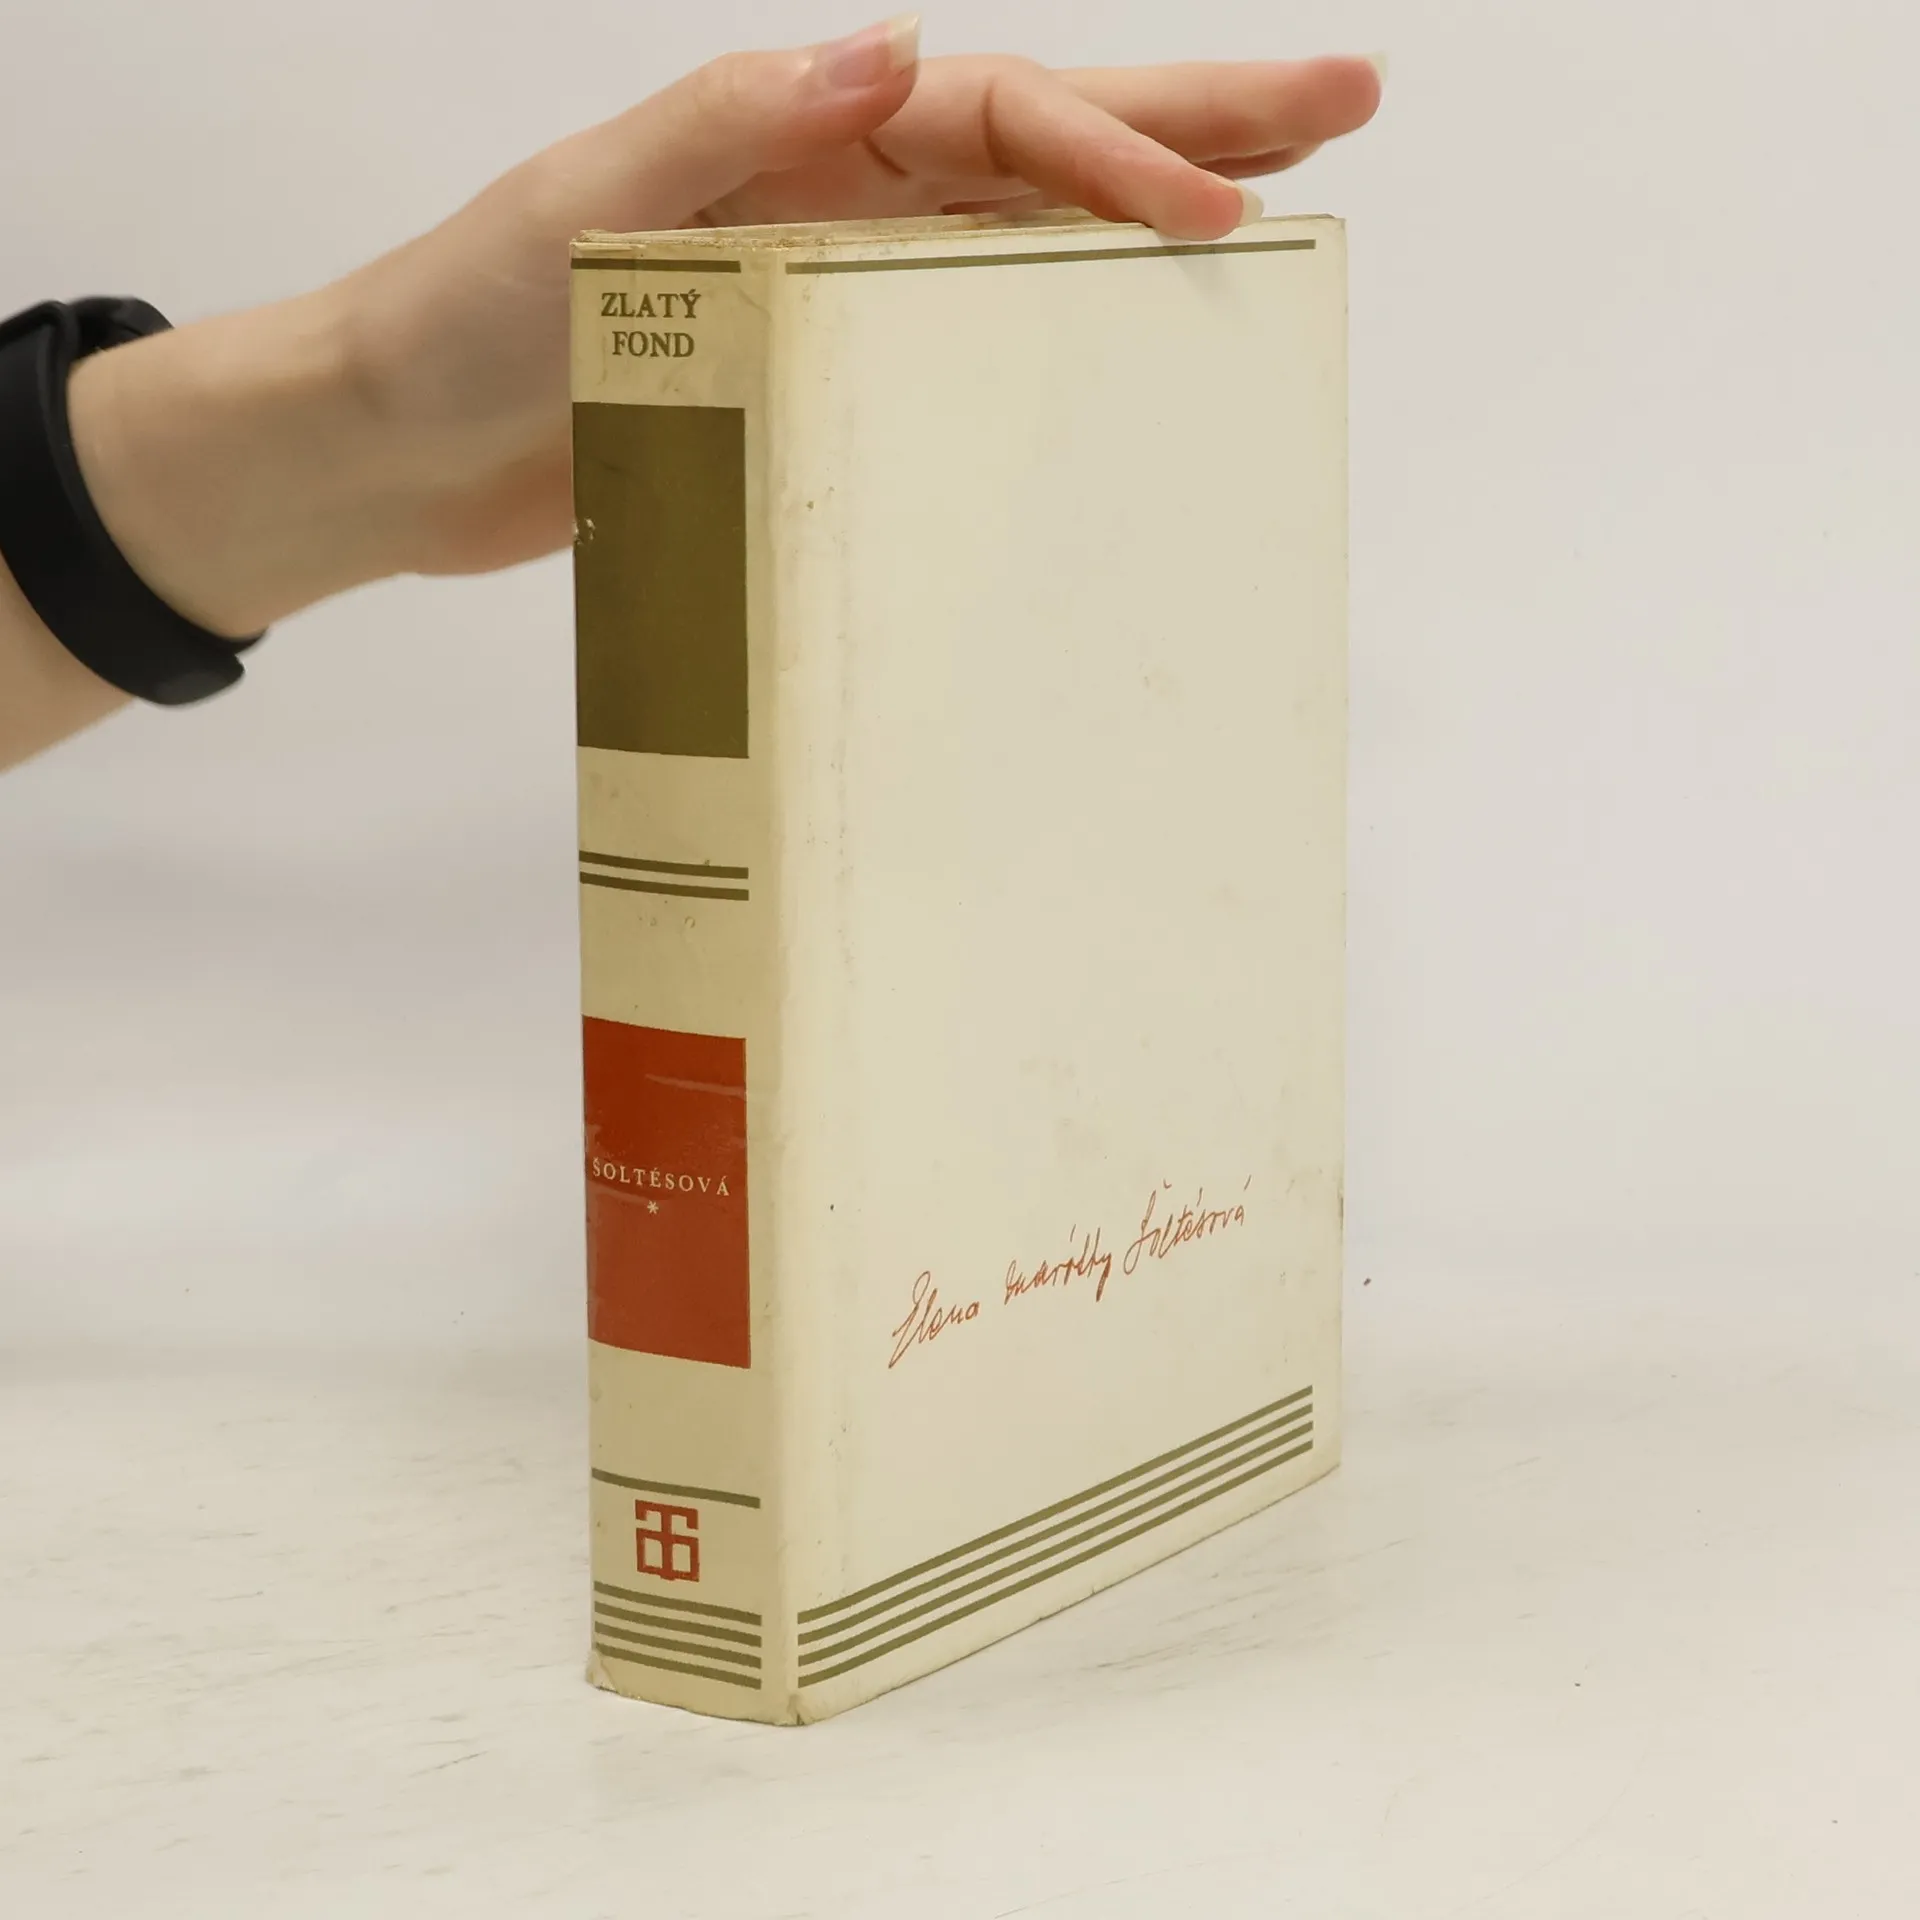 ZLATÝ
FOND
ŠOLTÉSOVÁ
*
Elena Maróthy Šoltésová